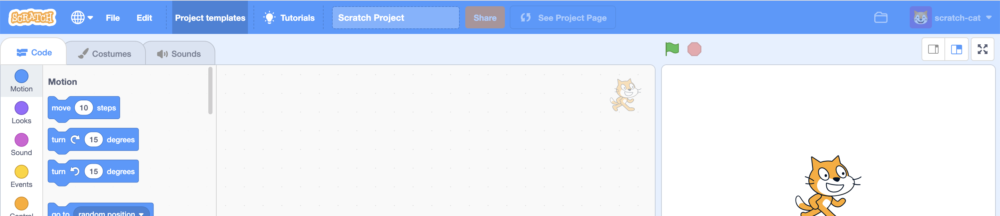 SCRATCH File Edit Project templates Tutorials Scratch Project Share See Project Page scratch-cat
Code Costumes Sounds
Motion
Looks
Sound
Events
Control
Motion
move 10 steps
turn 15 degrees
turn 15 degrees
go to random position